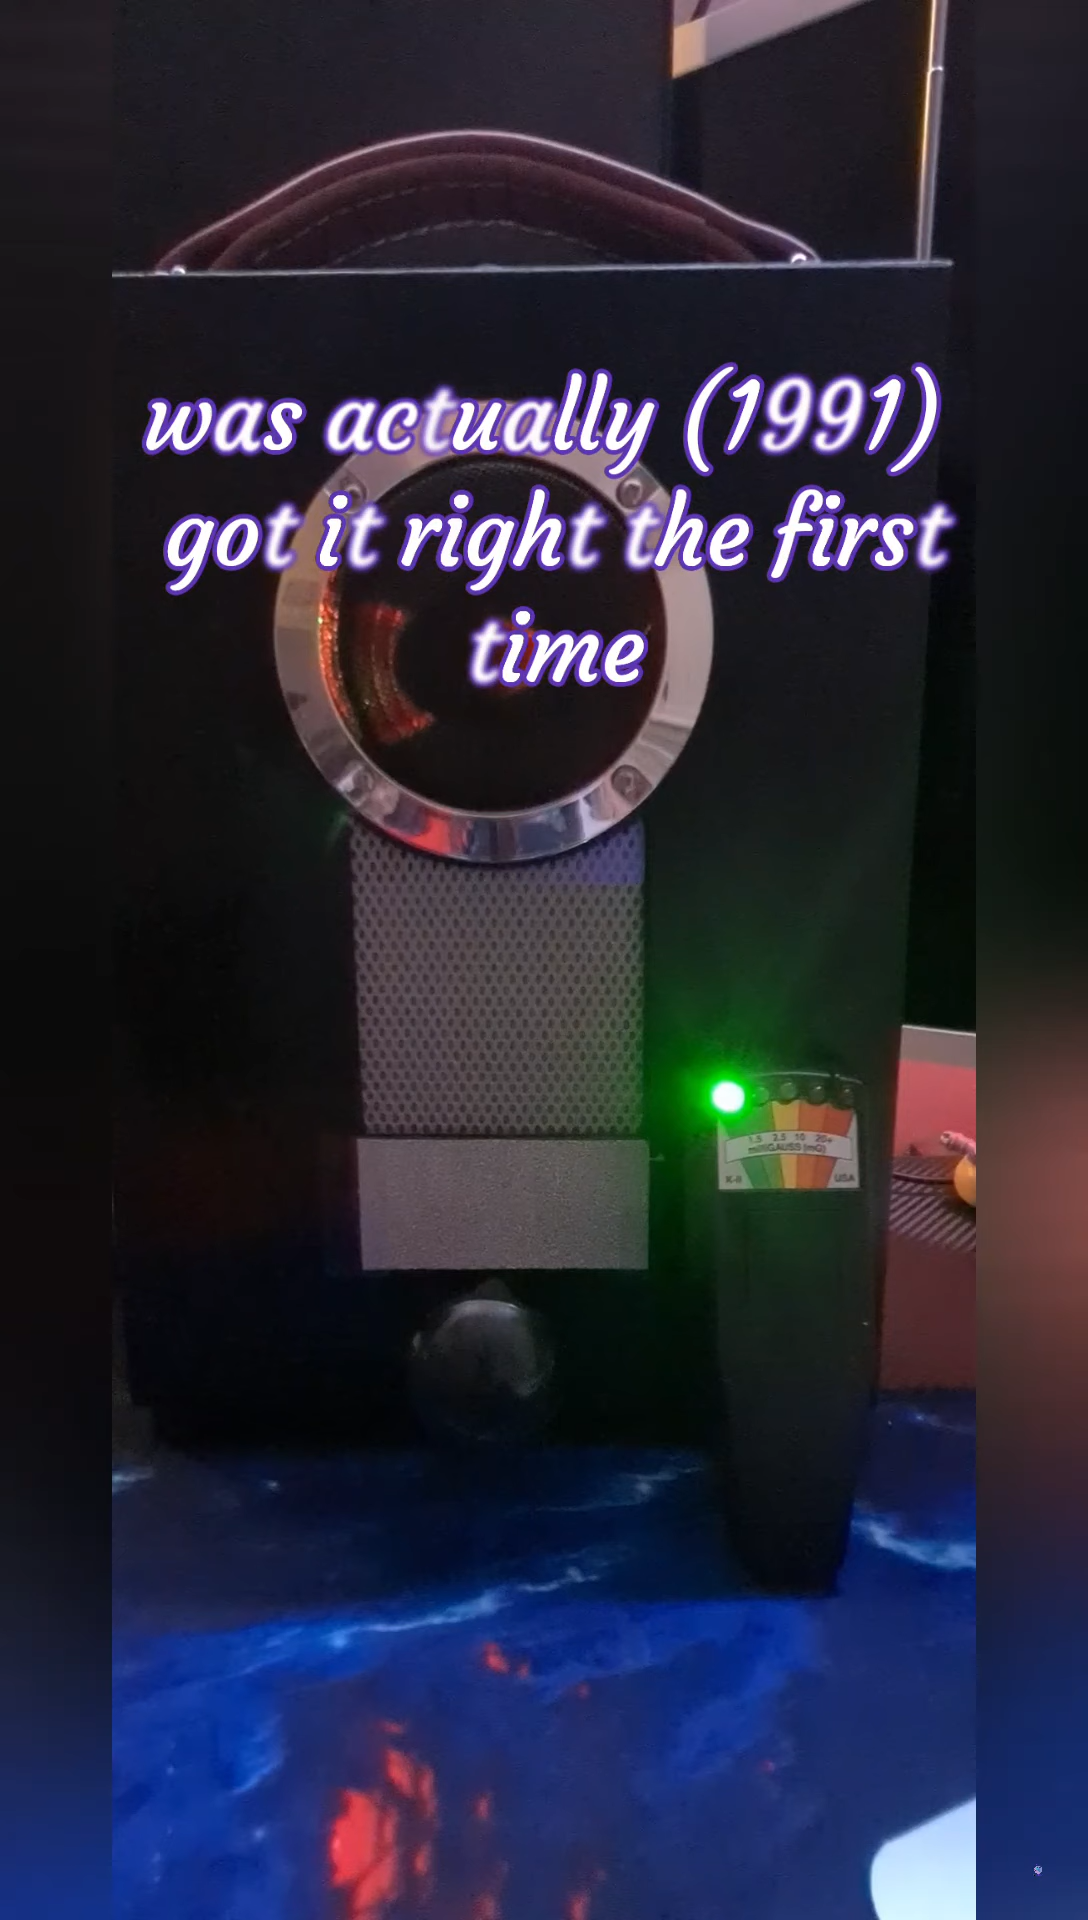 was actually (1991)
got it right the first
time
1.5 2.5 10 20+
milliGAUSS (mG)
K-II USA